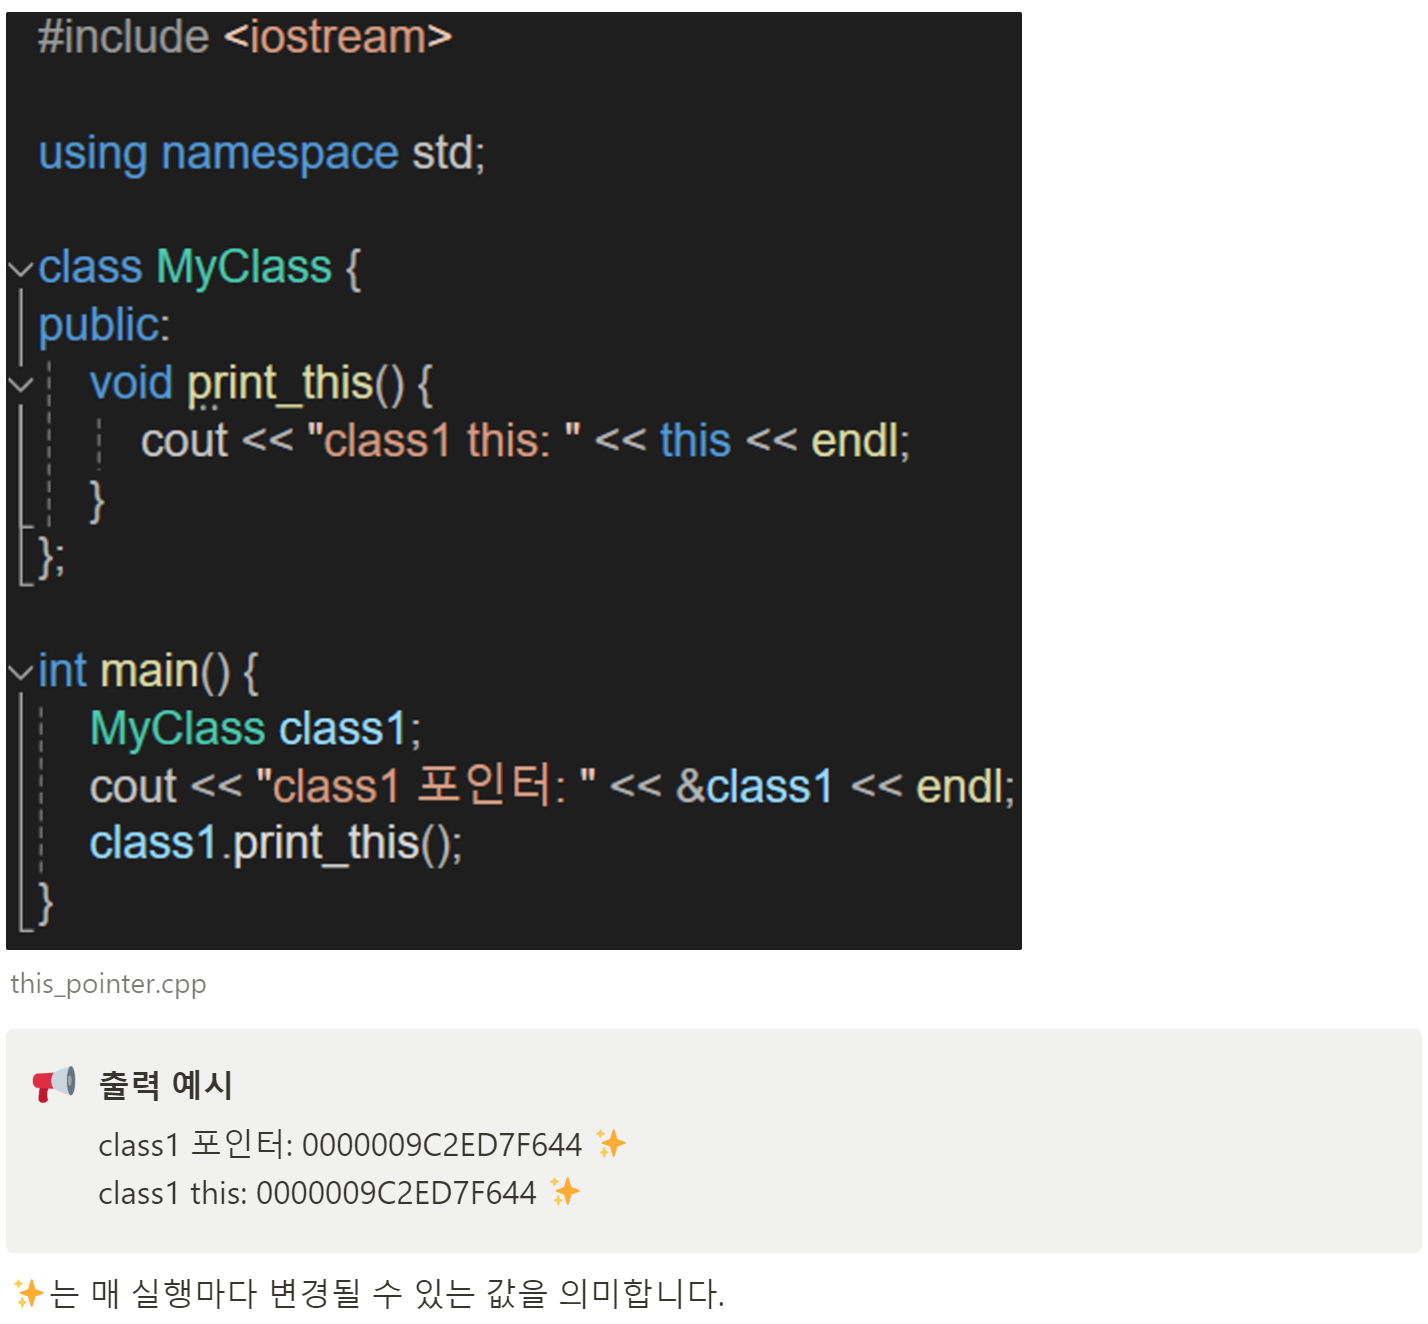 #include <iostream>
using namespace std;
class MyClass {
public:
void print_this() {
cout << "class1 this: " << this << endl;
}
};
int main() {
MyClass class1;
cout << "class1 포인터: " << &class1 << endl;
class1.print_this();
}
this_pointer.cpp
📢 출력 예시
class1 포인터: 0000009C2ED7F644 ✨
class1 this: 0000009C2ED7F644 ✨
✨는 매 실행마다 변경될 수 있는 값을 의미합니다.